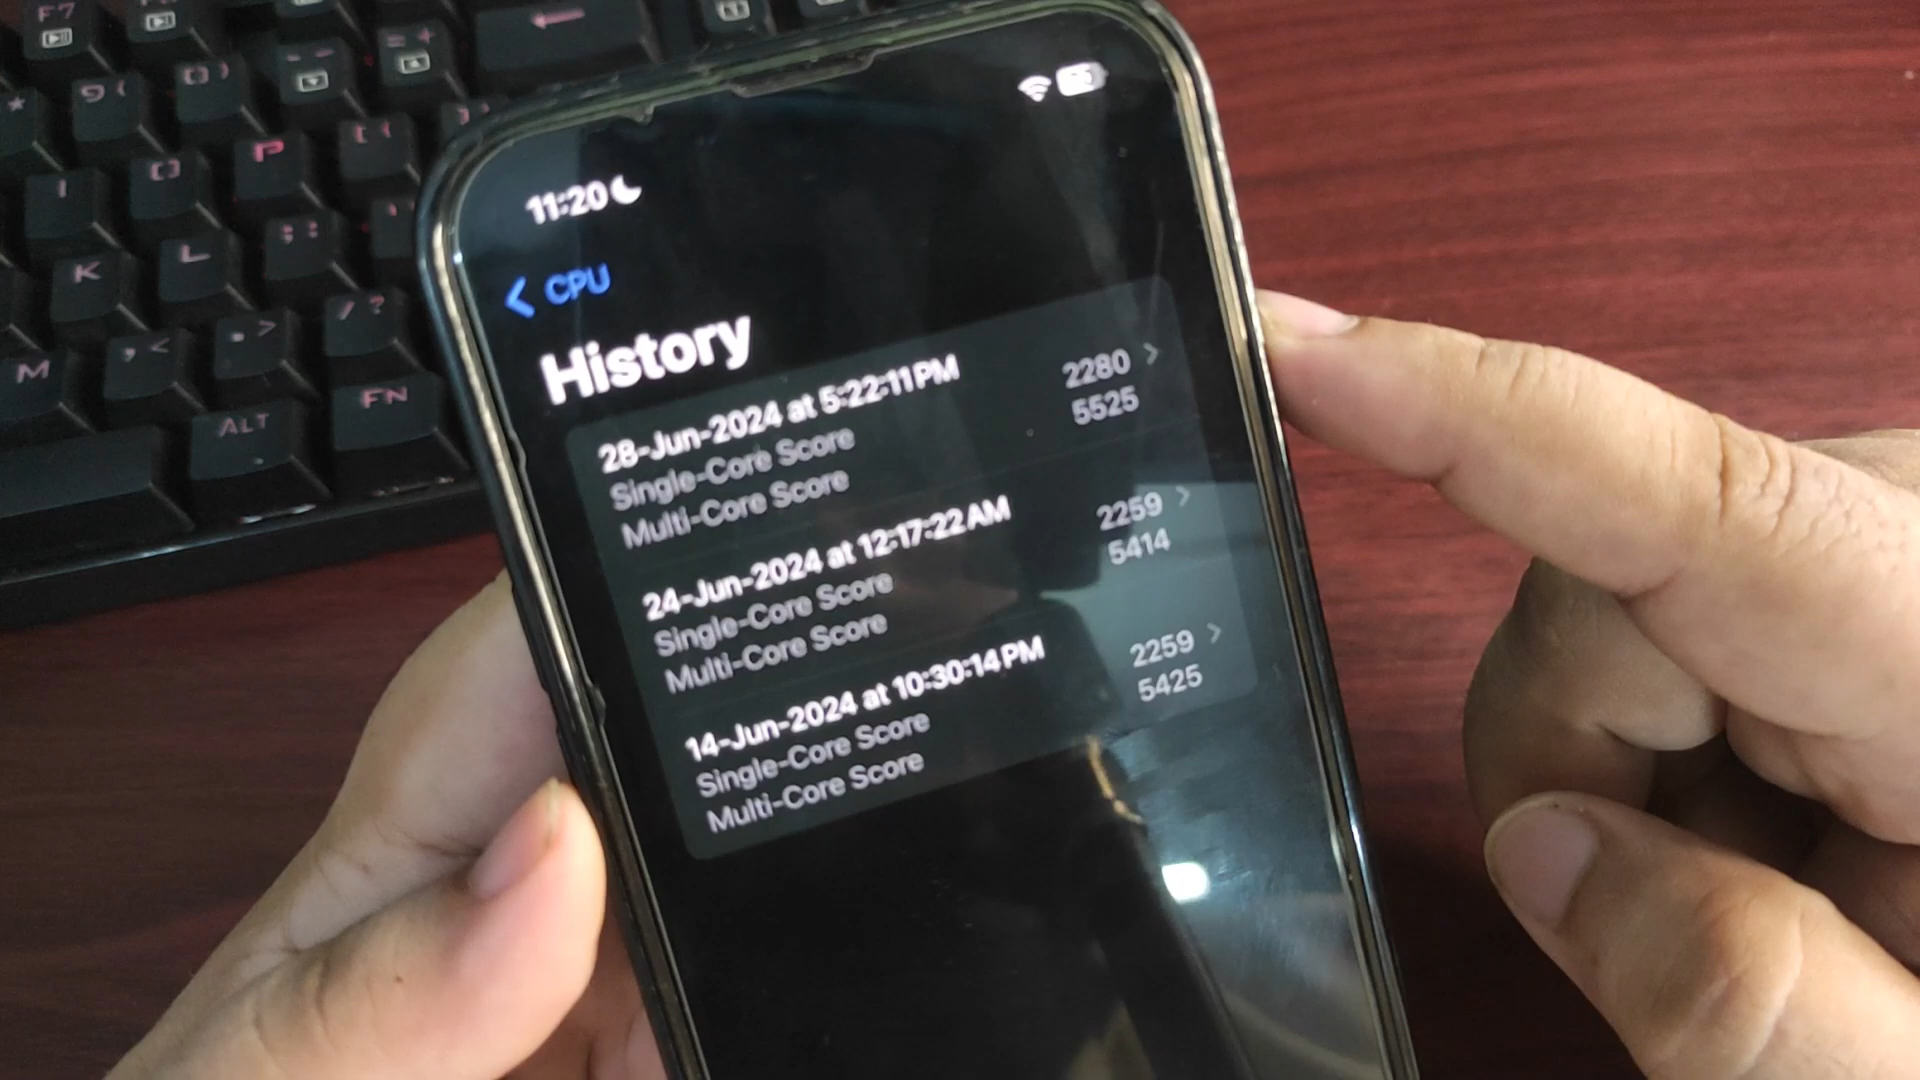 F7
9 (
0 )
- -
= +
*
I
O
P
[ {
K
L
; :
M
, <
. >
/ ?
ALT
FN
11:20
CPU
History
28-Jun-2024 at 5:22:11 PM
Single-Core Score 2280
Multi-Core Score 5525
24-Jun-2024 at 12:17:22 AM
Single-Core Score 2259
Multi-Core Score 5414
14-Jun-2024 at 10:30:14 PM
Single-Core Score 2259
Multi-Core Score 5425